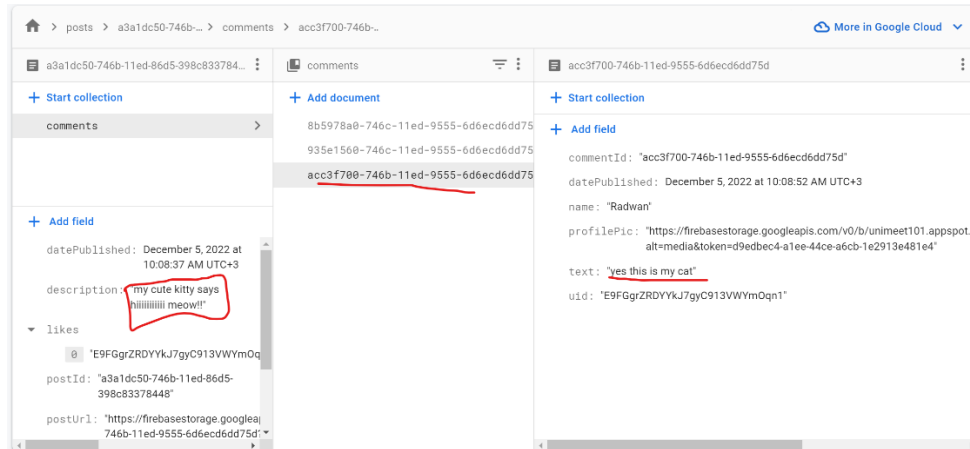 posts > a3a1dc50-746b-… > comments > acc3f700-746b-..
More in Google Cloud
a3a1dc50-746b-11ed-86d5-398c833784…
comments
acc3f700-746b-11ed-9555-6d6ecd6dd75d
+ Start collection
+ Add document
+ Start collection
comments
8b5978a0-746c-11ed-9555-6d6ecd6dd75
935e1560-746c-11ed-9555-6d6ecd6dd75
acc3f700-746b-11ed-9555-6d6ecd6dd75
+ Add field
commentId: "acc3f700-746b-11ed-9555-6d6ecd6dd75d"
datePublished: December 5, 2022 at 10:08:52 AM UTC+3
name: "Radwan"
profilePic: "https://firebasestorage.googleapis.com/v0/b/unimeet101.appspot.
alt=media&token=d9edbec4-a1ee-44ce-a6cb-1e2913e481e4"
text: "yes this is my cat"
uid: "E9FGgrZRDYYkJ7gyC913VWYmOqn1"
+ Add field
datePublished: December 5, 2022 at
10:08:37 AM UTC+3
description: "my cute kitty says
hiiiiiiiiiii meow!!"
likes
0 "E9FGgrZRDYYkJ7gyC913VWYmOq
postId: "a3a1dc50-746b-11ed-86d5-
398c83378448"
postUrl: "https://firebasestorage.googleap
746b-11ed-9555-6d6ecd6dd75d?